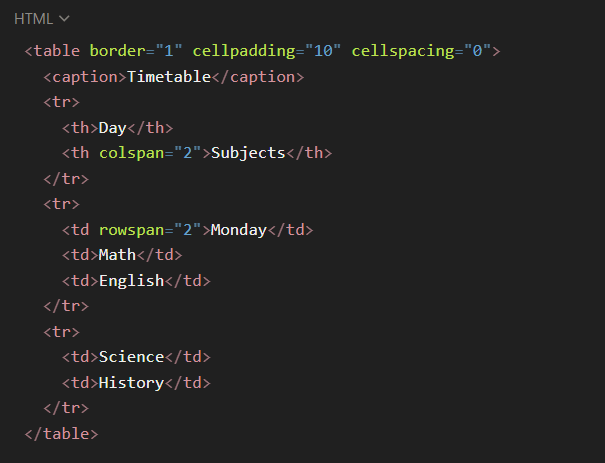 HTML
<table border="1" cellpadding="10" cellspacing="0">
  <caption>Timetable</caption>
  <tr>
    <th>Day</th>
    <th colspan="2">Subjects</th>
  </tr>
  <tr>
    <td rowspan="2">Monday</td>
    <td>Math</td>
    <td>English</td>
  </tr>
  <tr>
    <td>Science</td>
    <td>History</td>
  </tr>
</table>